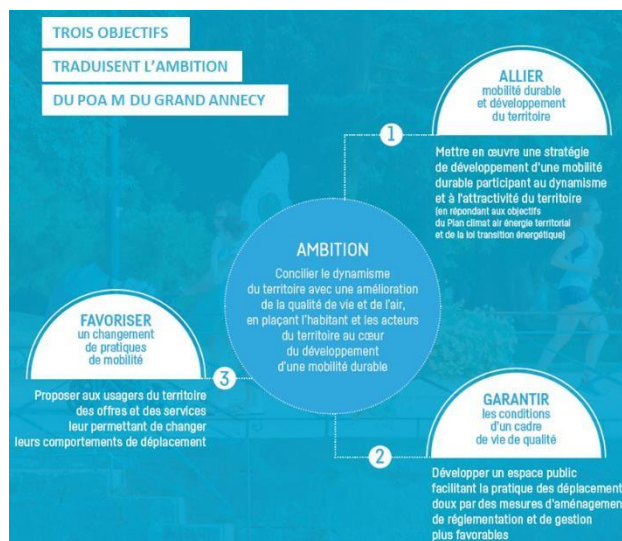 TROIS OBJECTIFS
TRADUISENT L'AMBITION
DU POA M DU GRAND ANNECY
1
ALLIER
mobilité durable
et développement
du territoire
Mettre en œuvre une stratégie
de développement d'une mobilité
durable participant au dynamisme
et à l'attractivité du territoire
(en répondant aux objectifs
du Plan climat air énergie territorial
et de la loi transition énergétique)
AMBITION
Concilier le dynamisme
du territoire avec une amélioration
de la qualité de vie et de l'air,
en plaçant l'habitant et les acteurs
du territoire au cœur
du développement
d'une mobilité durable
FAVORISER
un changement
de pratiques
de mobilité
3
Proposer aux usagers du territoire
des offres et des services
leur permettant de changer
leurs comportements de déplacement
2
GARANTIR
les conditions
d'un cadre
de vie de qualité
Développer un espace public
facilitant la pratique des déplacement
doux par des mesures d'aménagemen
de réglementation et de gestion
plus favorables